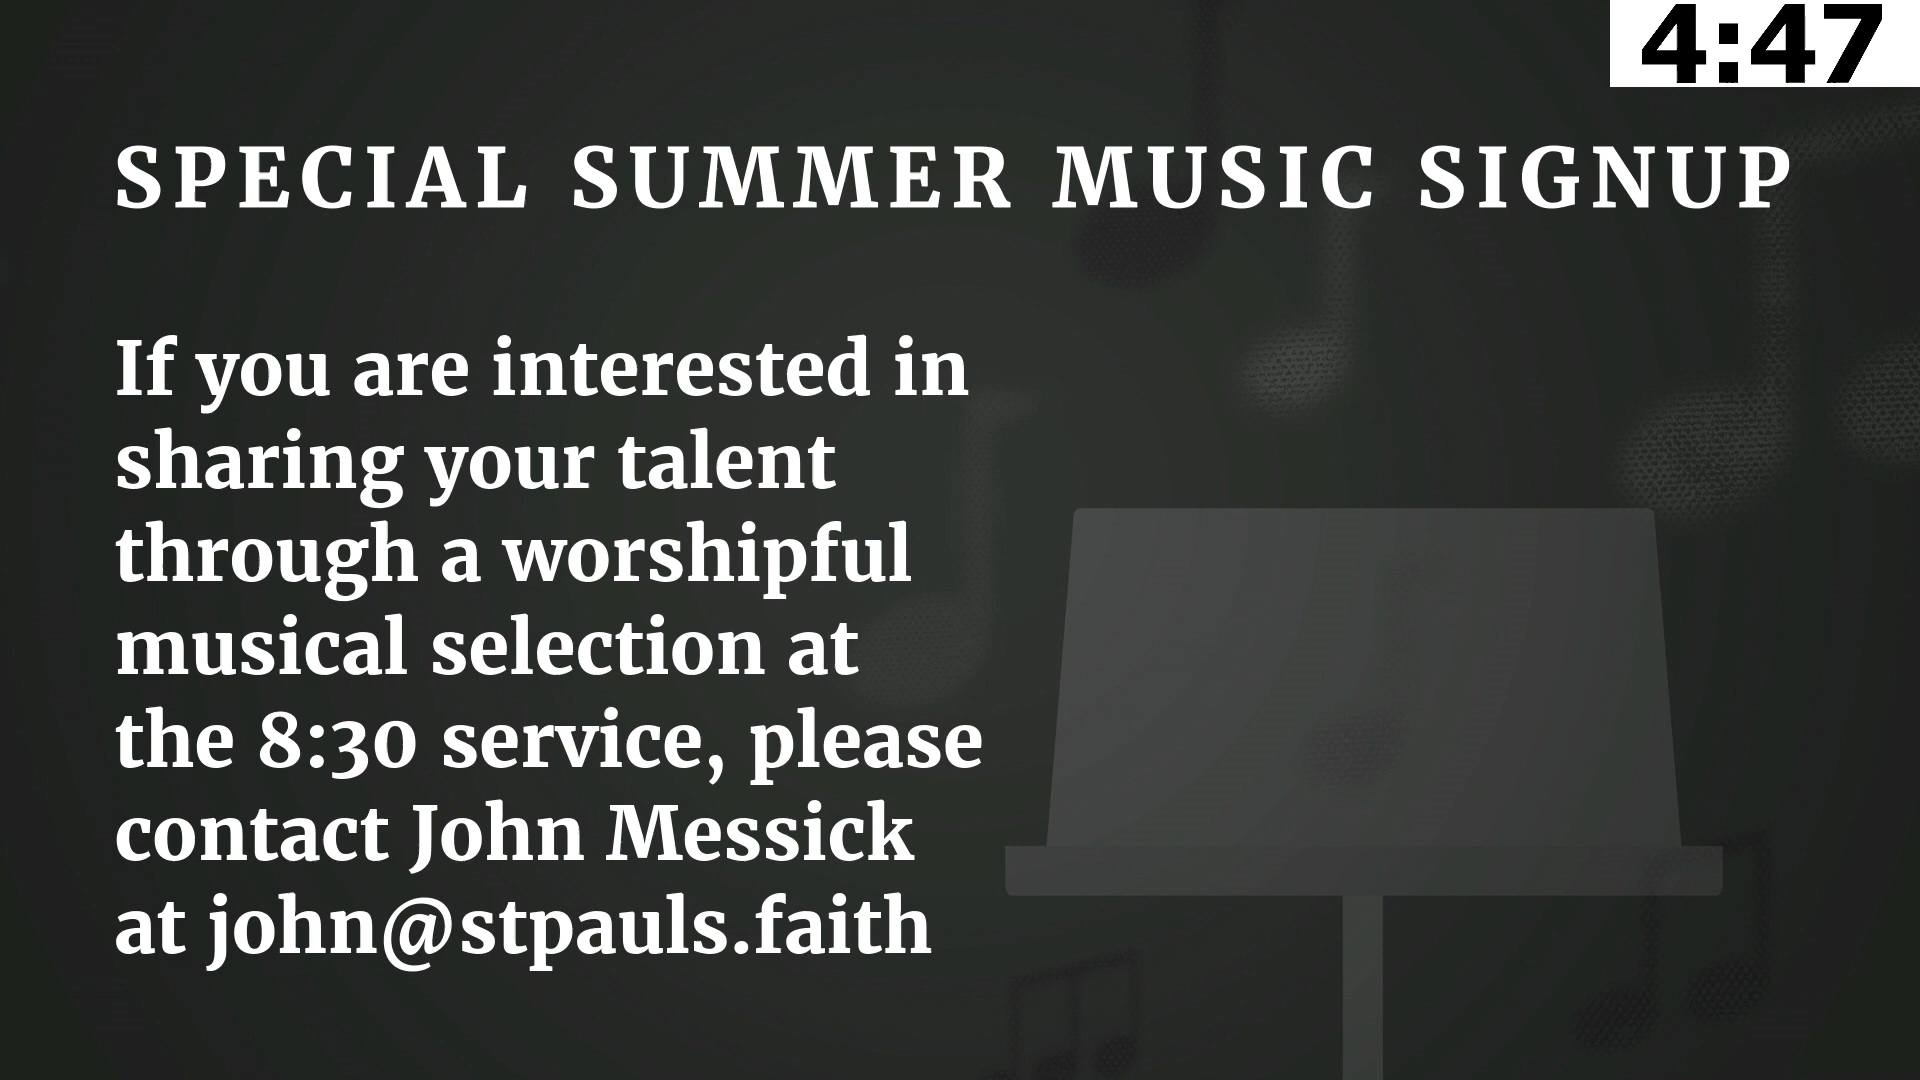 4:47
SPECIAL SUMMER MUSIC SIGNUP
If you are interested in
sharing your talent
through a worshipful
musical selection at
the 8:30 service, please
contact John Messick
at john@stpauls.faith